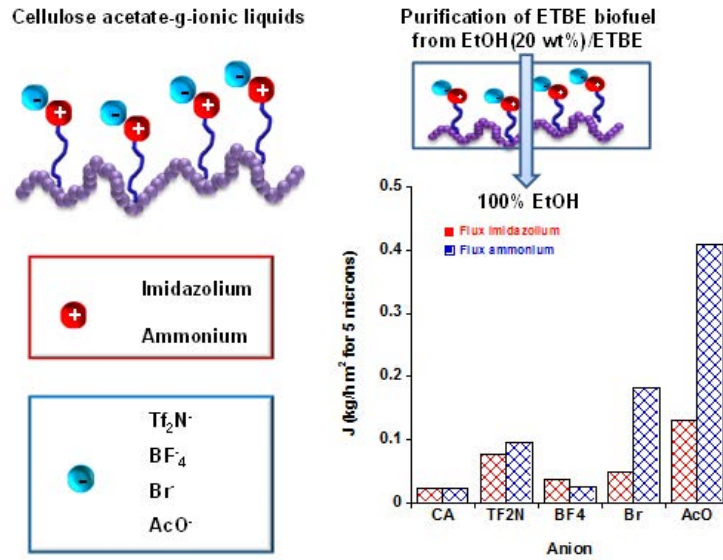 Cellulose acetate-g-ionic liquids
Imidazolium
Ammonium
Tf₂N⁻
BF⁻₄
Br⁻
AcO⁻
Purification of ETBE biofuel
from EtOH(20 wt%)/ETBE
100% EtOH
Flux imidazolium
Flux ammonium
J (kg/h m² for 5 microns)
0.5
0.4
0.3
0.2
0.1
0
CA TF2N BF4 Br AcO
Anion